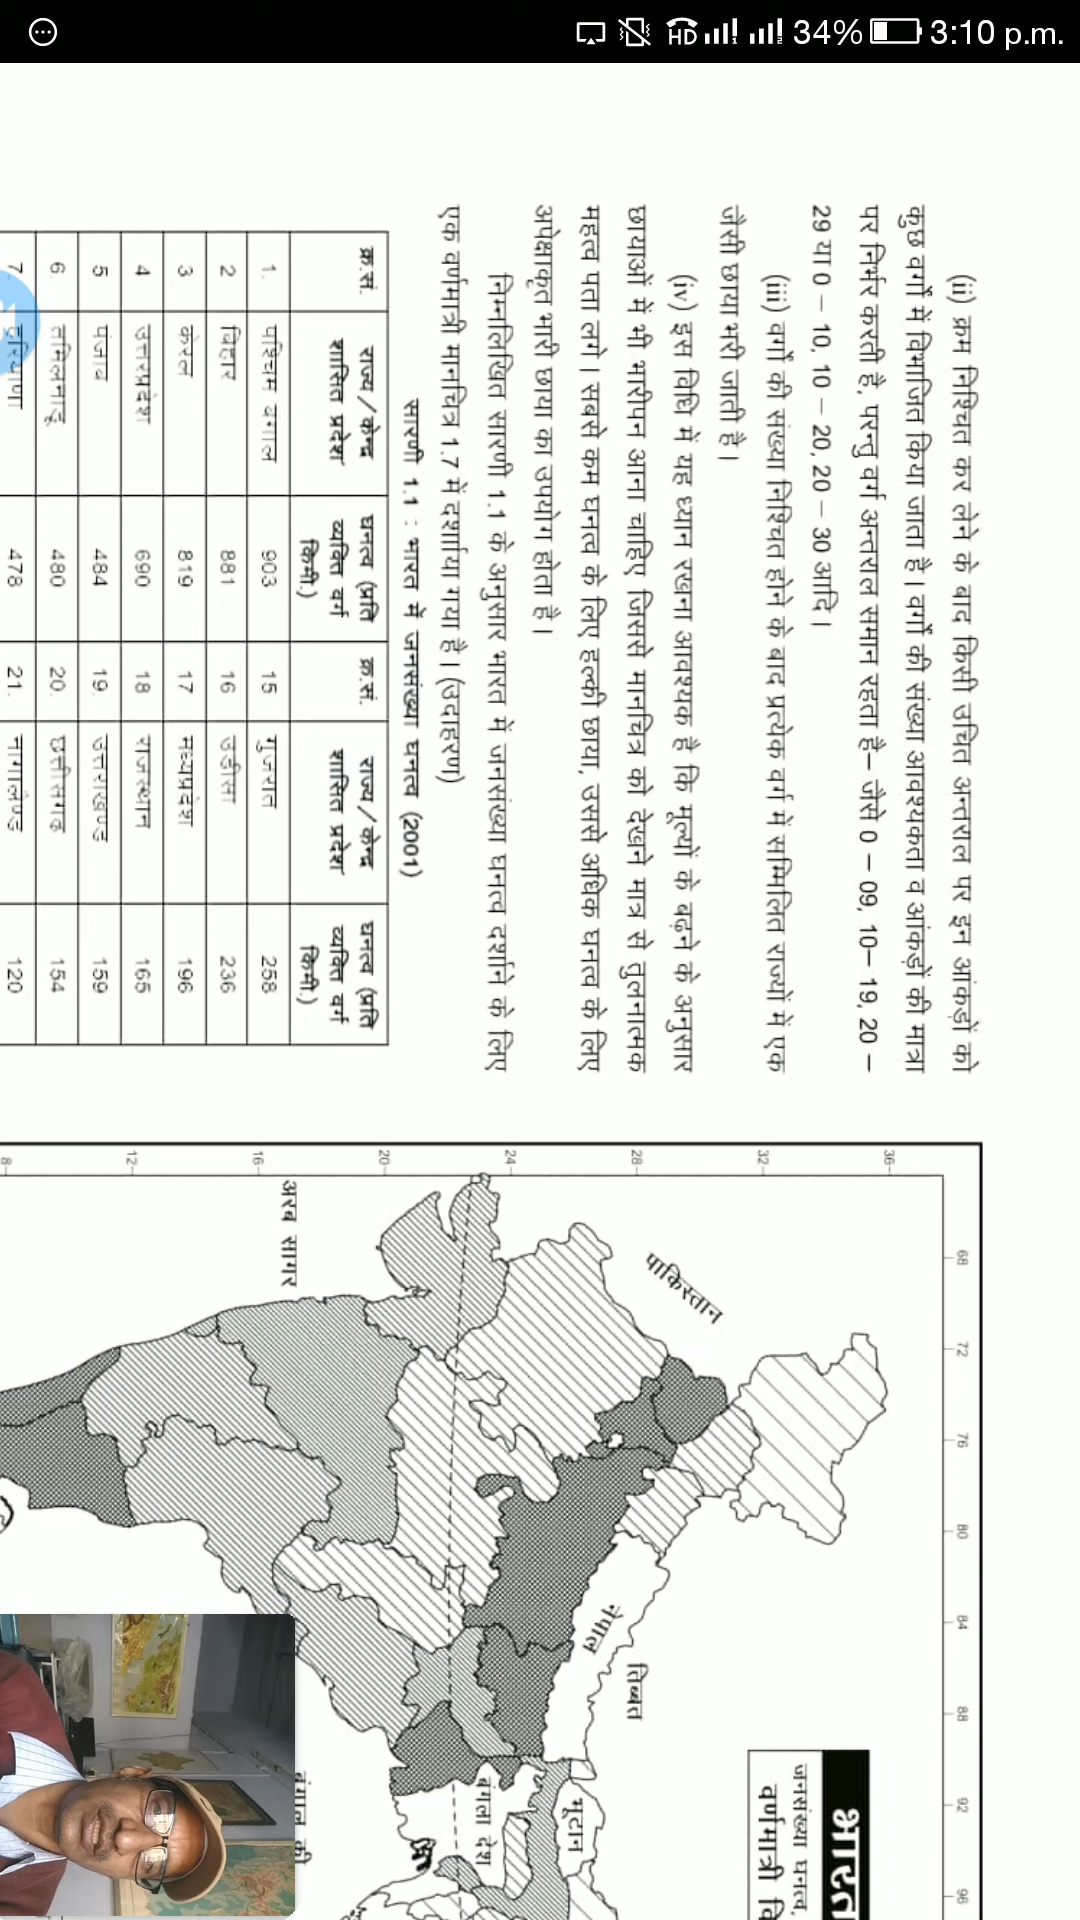 34% 3:10 p.m.
(ii) क्रम निश्चित कर लेने के बाद किसी उचित अन्तराल पर इन आंकड़ों को
कुछ वर्गों में विभाजित किया जाता है। वर्गों की संख्या आवश्यकता व आंकड़ों की मात्रा
पर निर्भर करती है, परन्तु वर्ग अन्तराल समान रहता है– जैसे 0 – 09, 10– 19, 20 –
29 या 0 – 10, 10 – 20, 20 – 30 आदि।
(iii) वर्गों की संख्या निश्चित होने के बाद प्रत्येक वर्ग में सम्मिलित राज्यों में एक
जैसी छाया भरी जाती है।
(iv) इस विधि में यह ध्यान रखना आवश्यक है कि मूल्यों के बढ़ने के अनुसार
छायाओं में भी भारीपन आना चाहिए जिससे मानचित्र को देखने मात्र से तुलनात्मक
महत्व पता लगे। सबसे कम घनत्व के लिए हल्की छाया, उससे अधिक घनत्व के लिए
अपेक्षाकृत भारी छाया का उपयोग होता है।
निम्नलिखित सारणी 1.1 के अनुसार भारत में जनसंख्या घनत्व दर्शाने के लिए
एक वर्णमात्री मानचित्र 1.7 में दर्शाया गया है। (उदाहरण)
सारणी 1.1 : भारत में जनसंख्या घनत्व (2001)
क्र.सं. राज्य/केन्द्र शासित प्रदेश घनत्व (प्रति व्यक्ति वर्ग किमी.) क्र.सं. राज्य/केन्द्र शासित प्रदेश घनत्व (प्रति व्यक्ति वर्ग किमी.)
1. पश्चिम बंगाल 903 15 गुजरात 258
2 बिहार 881 16 उड़ीसा 236
3 केरल 819 17 मध्यप्रदेश 196
4 उत्तरप्रदेश 690 18 राजस्थान 165
5 पंजाब 484 19 उत्तराखण्ड 159
6 तमिलनाडू 480 20. छत्तीसगढ 154
7 हरियाणा 478 21. नागालैण्ड 120
68 72 76 80 84 88 92 96
36
32
28
24
20
16
12
8
भारत
जनसंख्या घनत्व,
वर्णमात्री वि
पाकिस्तान
तिब्बत
नेपाल
भूटान
बंगला देश
अरब सागर
बंगाल की